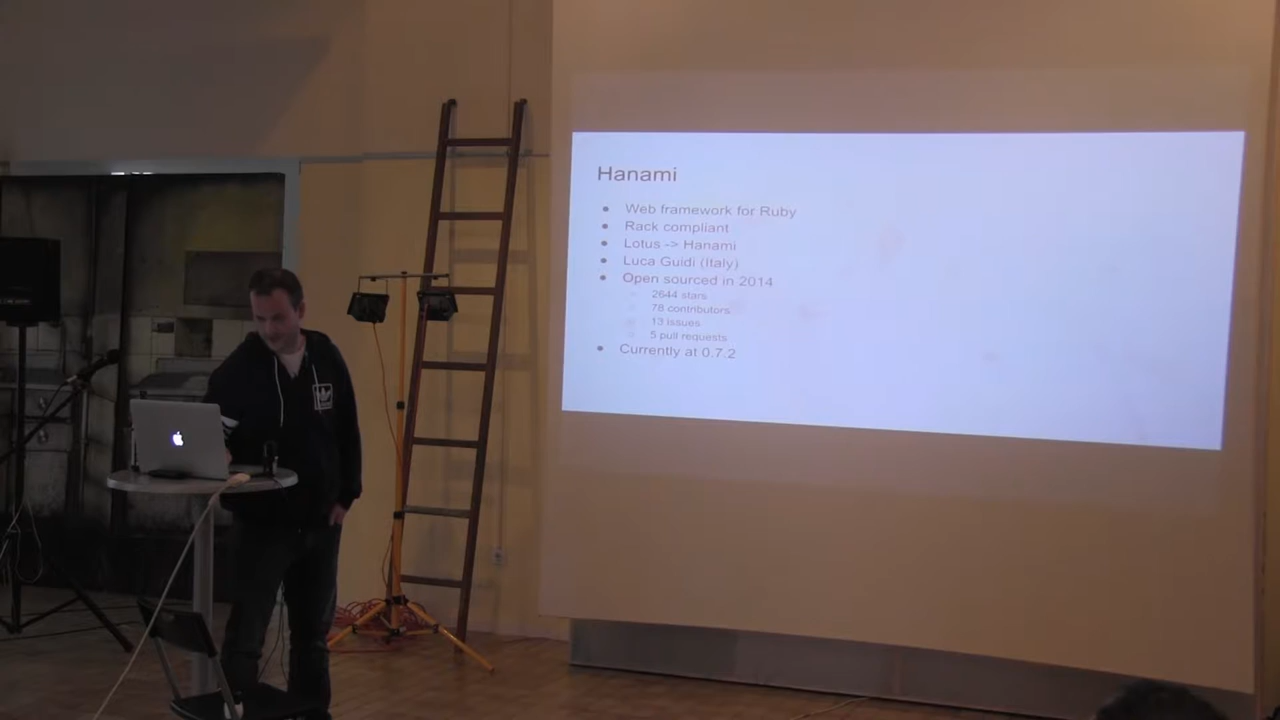 Hanami
Web framework for Ruby
Rack compliant
Lotus -> Hanami
Luca Guidi (Italy)
Open sourced in 2014
2644 stars
78 contributors
13 issues
5 pull requests
Currently at 0.7.2